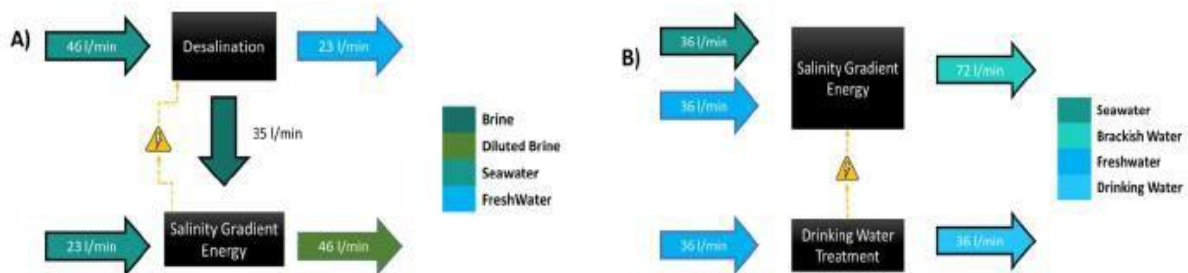 A)
46 l/min
Desalination
23 l/min
35 l/min
Brine
Diluted Brine
Seawater
FreshWater
23 l/min
Salinity Gradient
Energy
46 l/min
B)
36 l/min
36 l/min
Salinity Gradient
Energy
72 l/min
Seawater
Brackish Water
Freshwater
Drinking Water
36 l/min
Drinking Water
Treatment
36 l/min